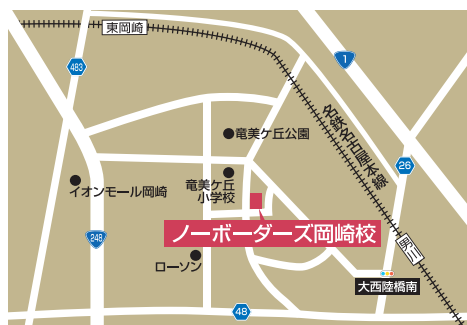 東岡崎
483
1
名鉄名古屋本線
竜美ケ丘公園
26
竜美ケ丘
小学校
イオンモール岡崎
ノーボーダーズ岡崎校
248
男川
ローソン
大西陸橋南
48